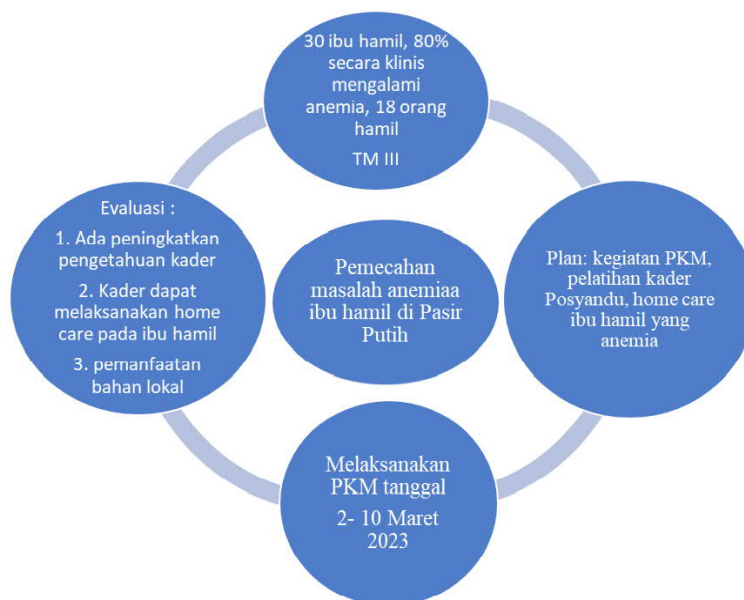 30 ibu hamil, 80%
secara klinis
mengalami
anemia, 18 orang
hamil
TM III
Evaluasi :
1. Ada peningkatkan
pengetahuan kader
2. Kader dapat
melaksanakan home
care pada ibu hamil
3. pemanfaatan
bahan lokal
Pemecahan
masalah anemiaa
ibu hamil di Pasir
Putih
Plan: kegiatan PKM,
pelatihan kader
Posyandu, home care
ibu hamil yang
anemia
Melaksanakan
PKM tanggal
2- 10 Maret
2023